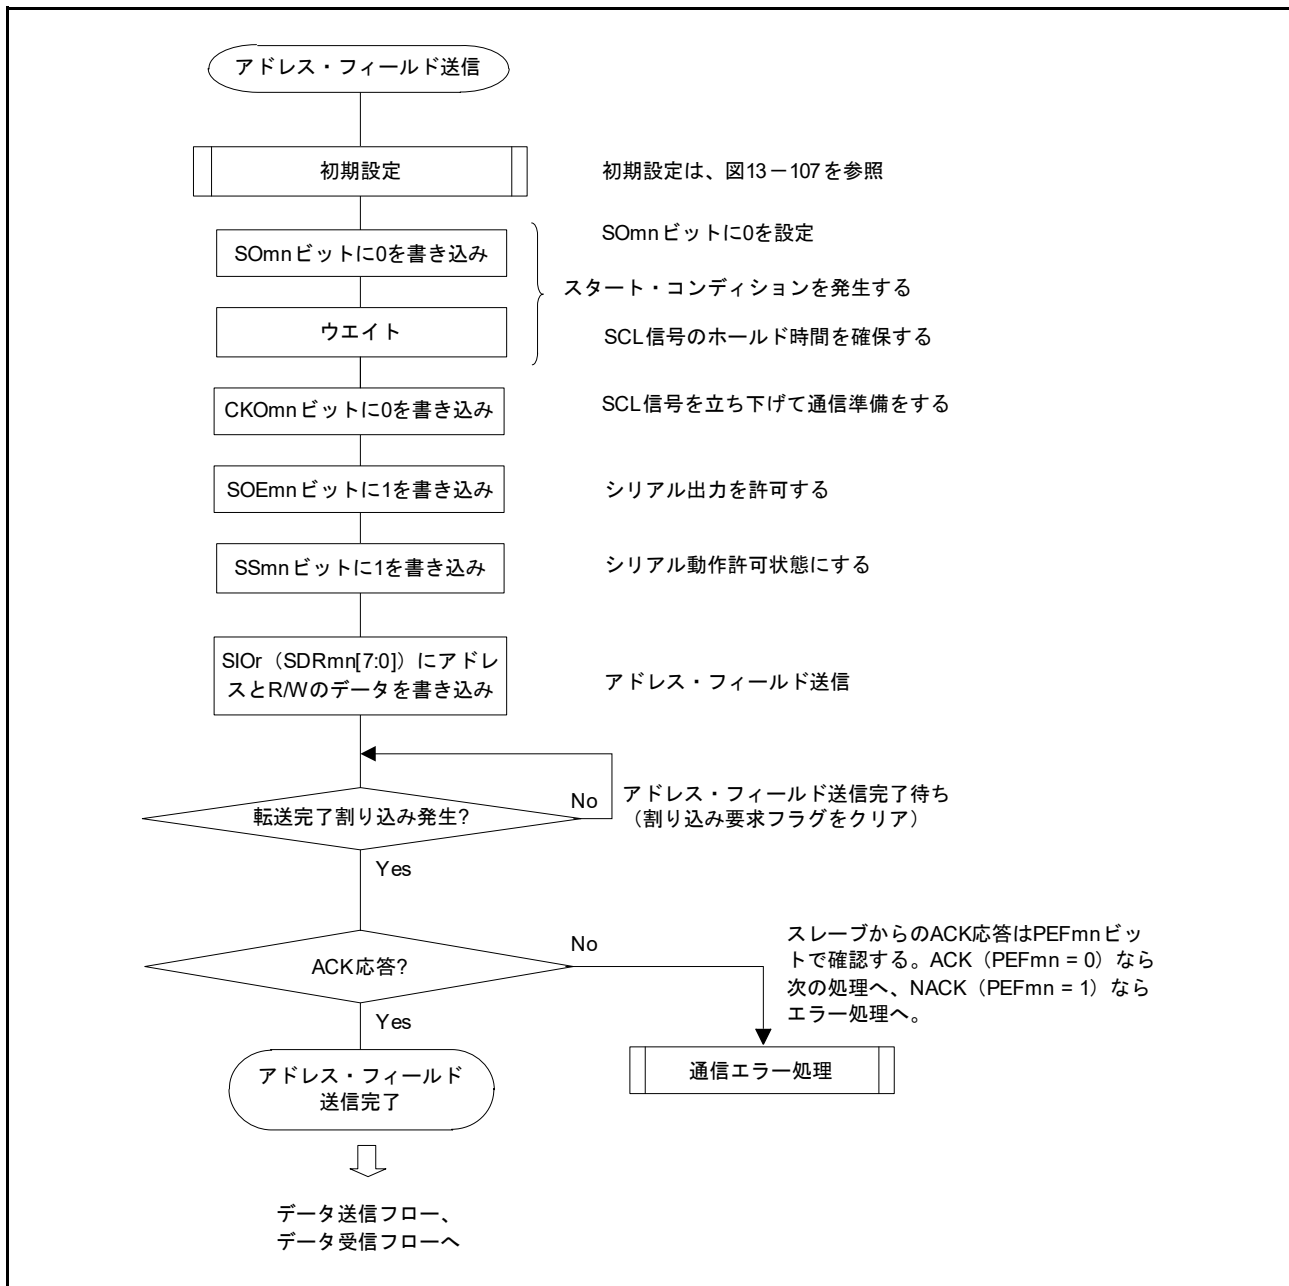 アドレス・フィールド送信
初期設定
初期設定は、図13－107を参照
SOmnビットに0を書き込み
SOmnビットに0を設定
スタート・コンディションを発生する
ウエイト
SCL信号のホールド時間を確保する
CKOmnビットに0を書き込み
SCL信号を立ち下げて通信準備をする
SOEmnビットに1を書き込み
シリアル出力を許可する
SSmnビットに1を書き込み
シリアル動作許可状態にする
SIOr（SDRmn[7:0]）にアドレ
スとR/Wのデータを書き込み
アドレス・フィールド送信
転送完了割り込み発生?
No
アドレス・フィールド送信完了待ち
（割り込み要求フラグをクリア）
Yes
ACK応答?
No
スレーブからのACK応答はPEFmnビッ
トで確認する。ACK（PEFmn = 0）なら
次の処理へ、NACK（PEFmn = 1）なら
エラー処理へ。
Yes
通信エラー処理
アドレス・フィールド
送信完了
データ送信フロー、
データ受信フローへ